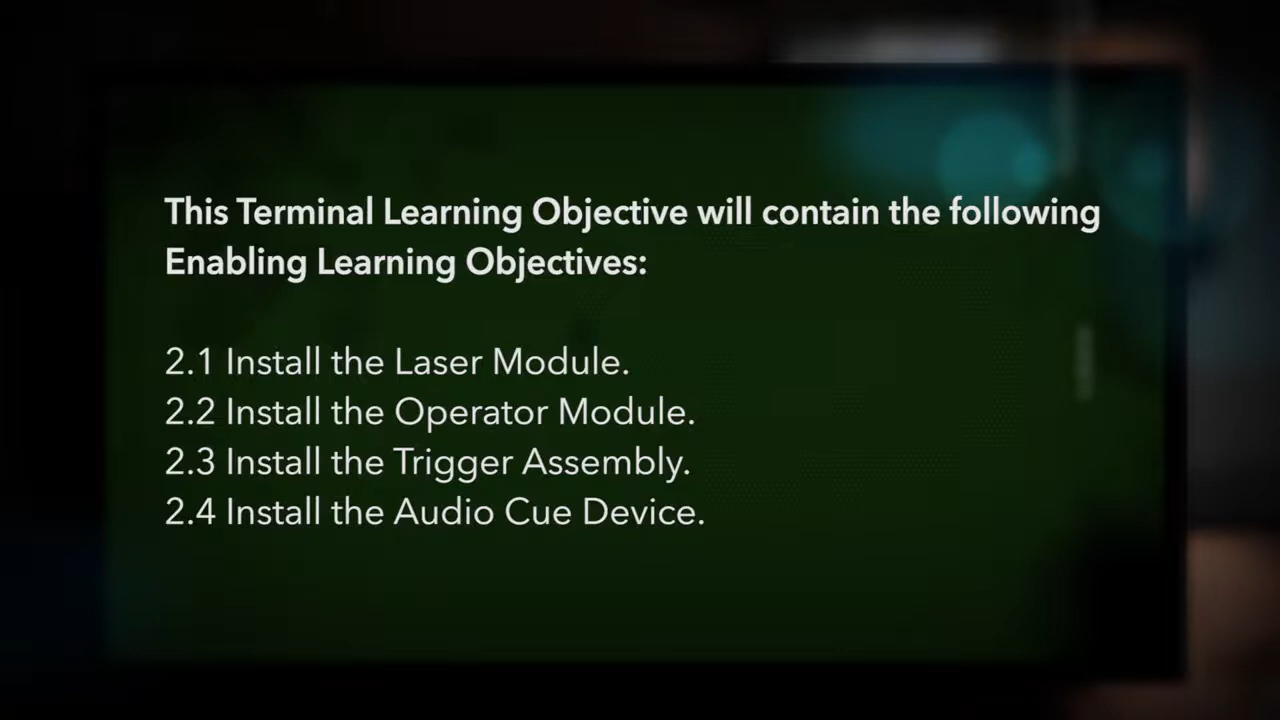 This Terminal Learning Objective will contain the following
Enabling Learning Objectives:
2.1 Install the Laser Module.
2.2 Install the Operator Module.
2.3 Install the Trigger Assembly.
2.4 Install the Audio Cue Device.